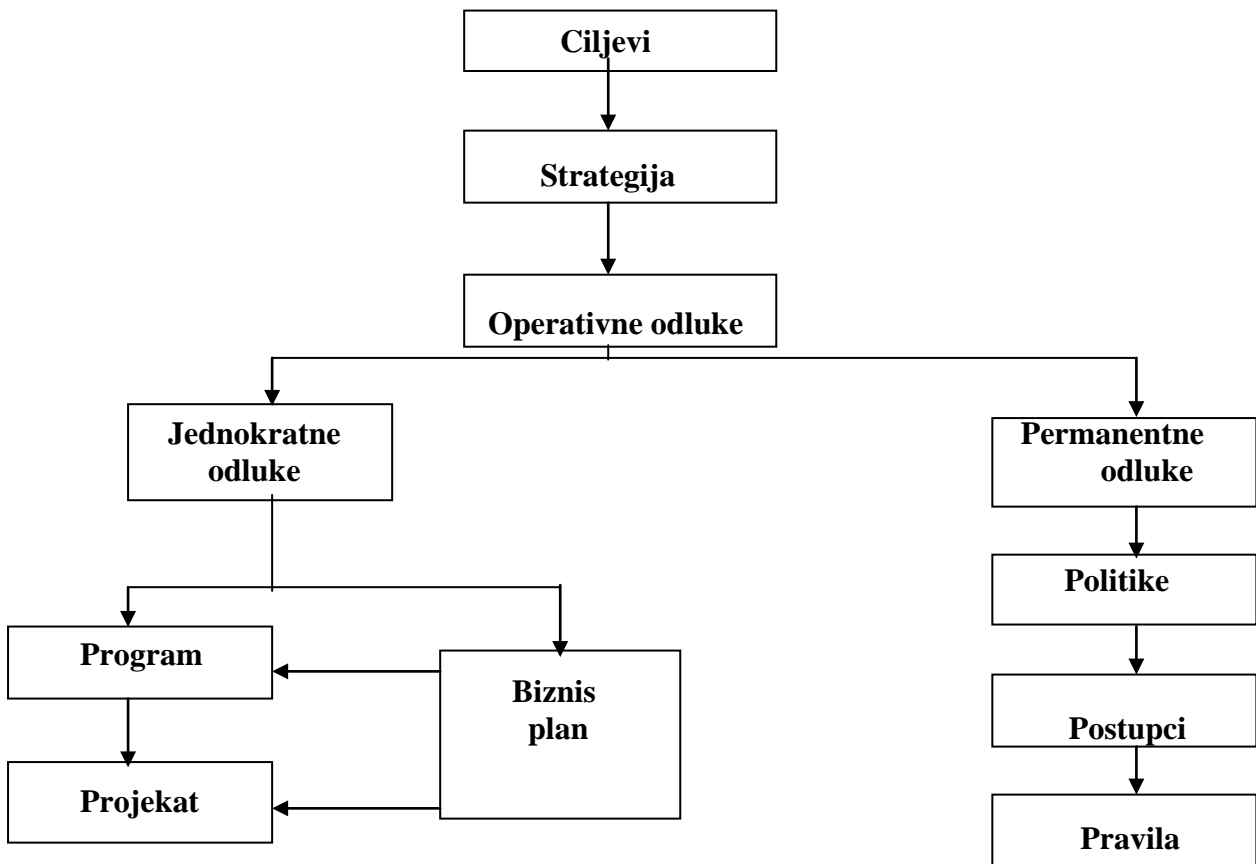 Ciljevi
Strategija
Operativne odluke
Jednokratne
odluke
Permanentne
odluke
Program
Biznis
plan
Projekat
Politike
Postupci
Pravila